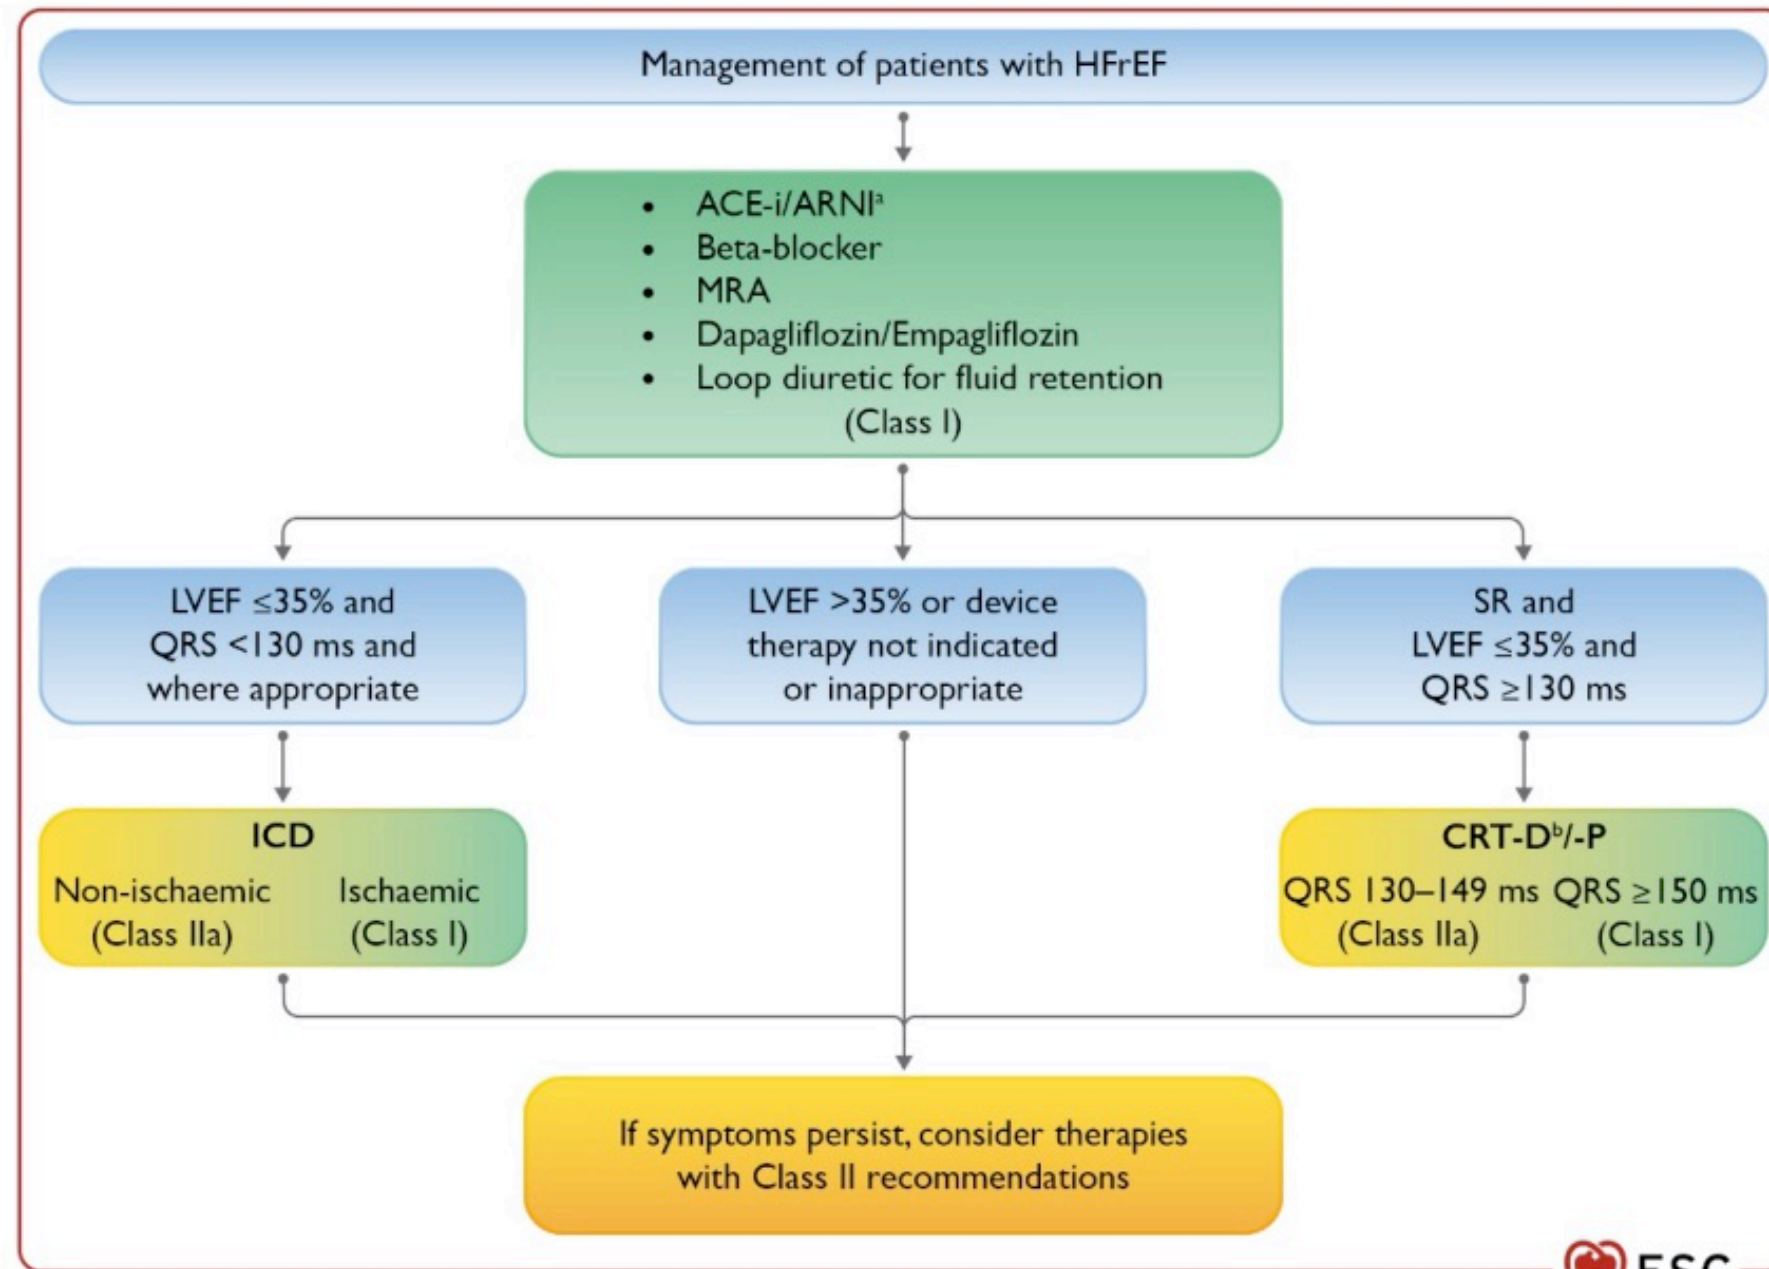 Management of patients with HFrEF
• ACE-i/ARNIᵃ
• Beta-blocker
• MRA
• Dapagliflozin/Empagliflozin
• Loop diuretic for fluid retention
(Class I)
LVEF ≤35% and
QRS <130 ms and
where appropriate
LVEF >35% or device
therapy not indicated
or inappropriate
SR and
LVEF ≤35% and
QRS ≥130 ms
ICD
Non-ischaemic
(Class IIa)
Ischaemic
(Class I)
CRT-Dᵇ/-P
QRS 130–149 ms
(Class IIa)
QRS ≥150 ms
(Class I)
If symptoms persist, consider therapies
with Class II recommendations
ESC